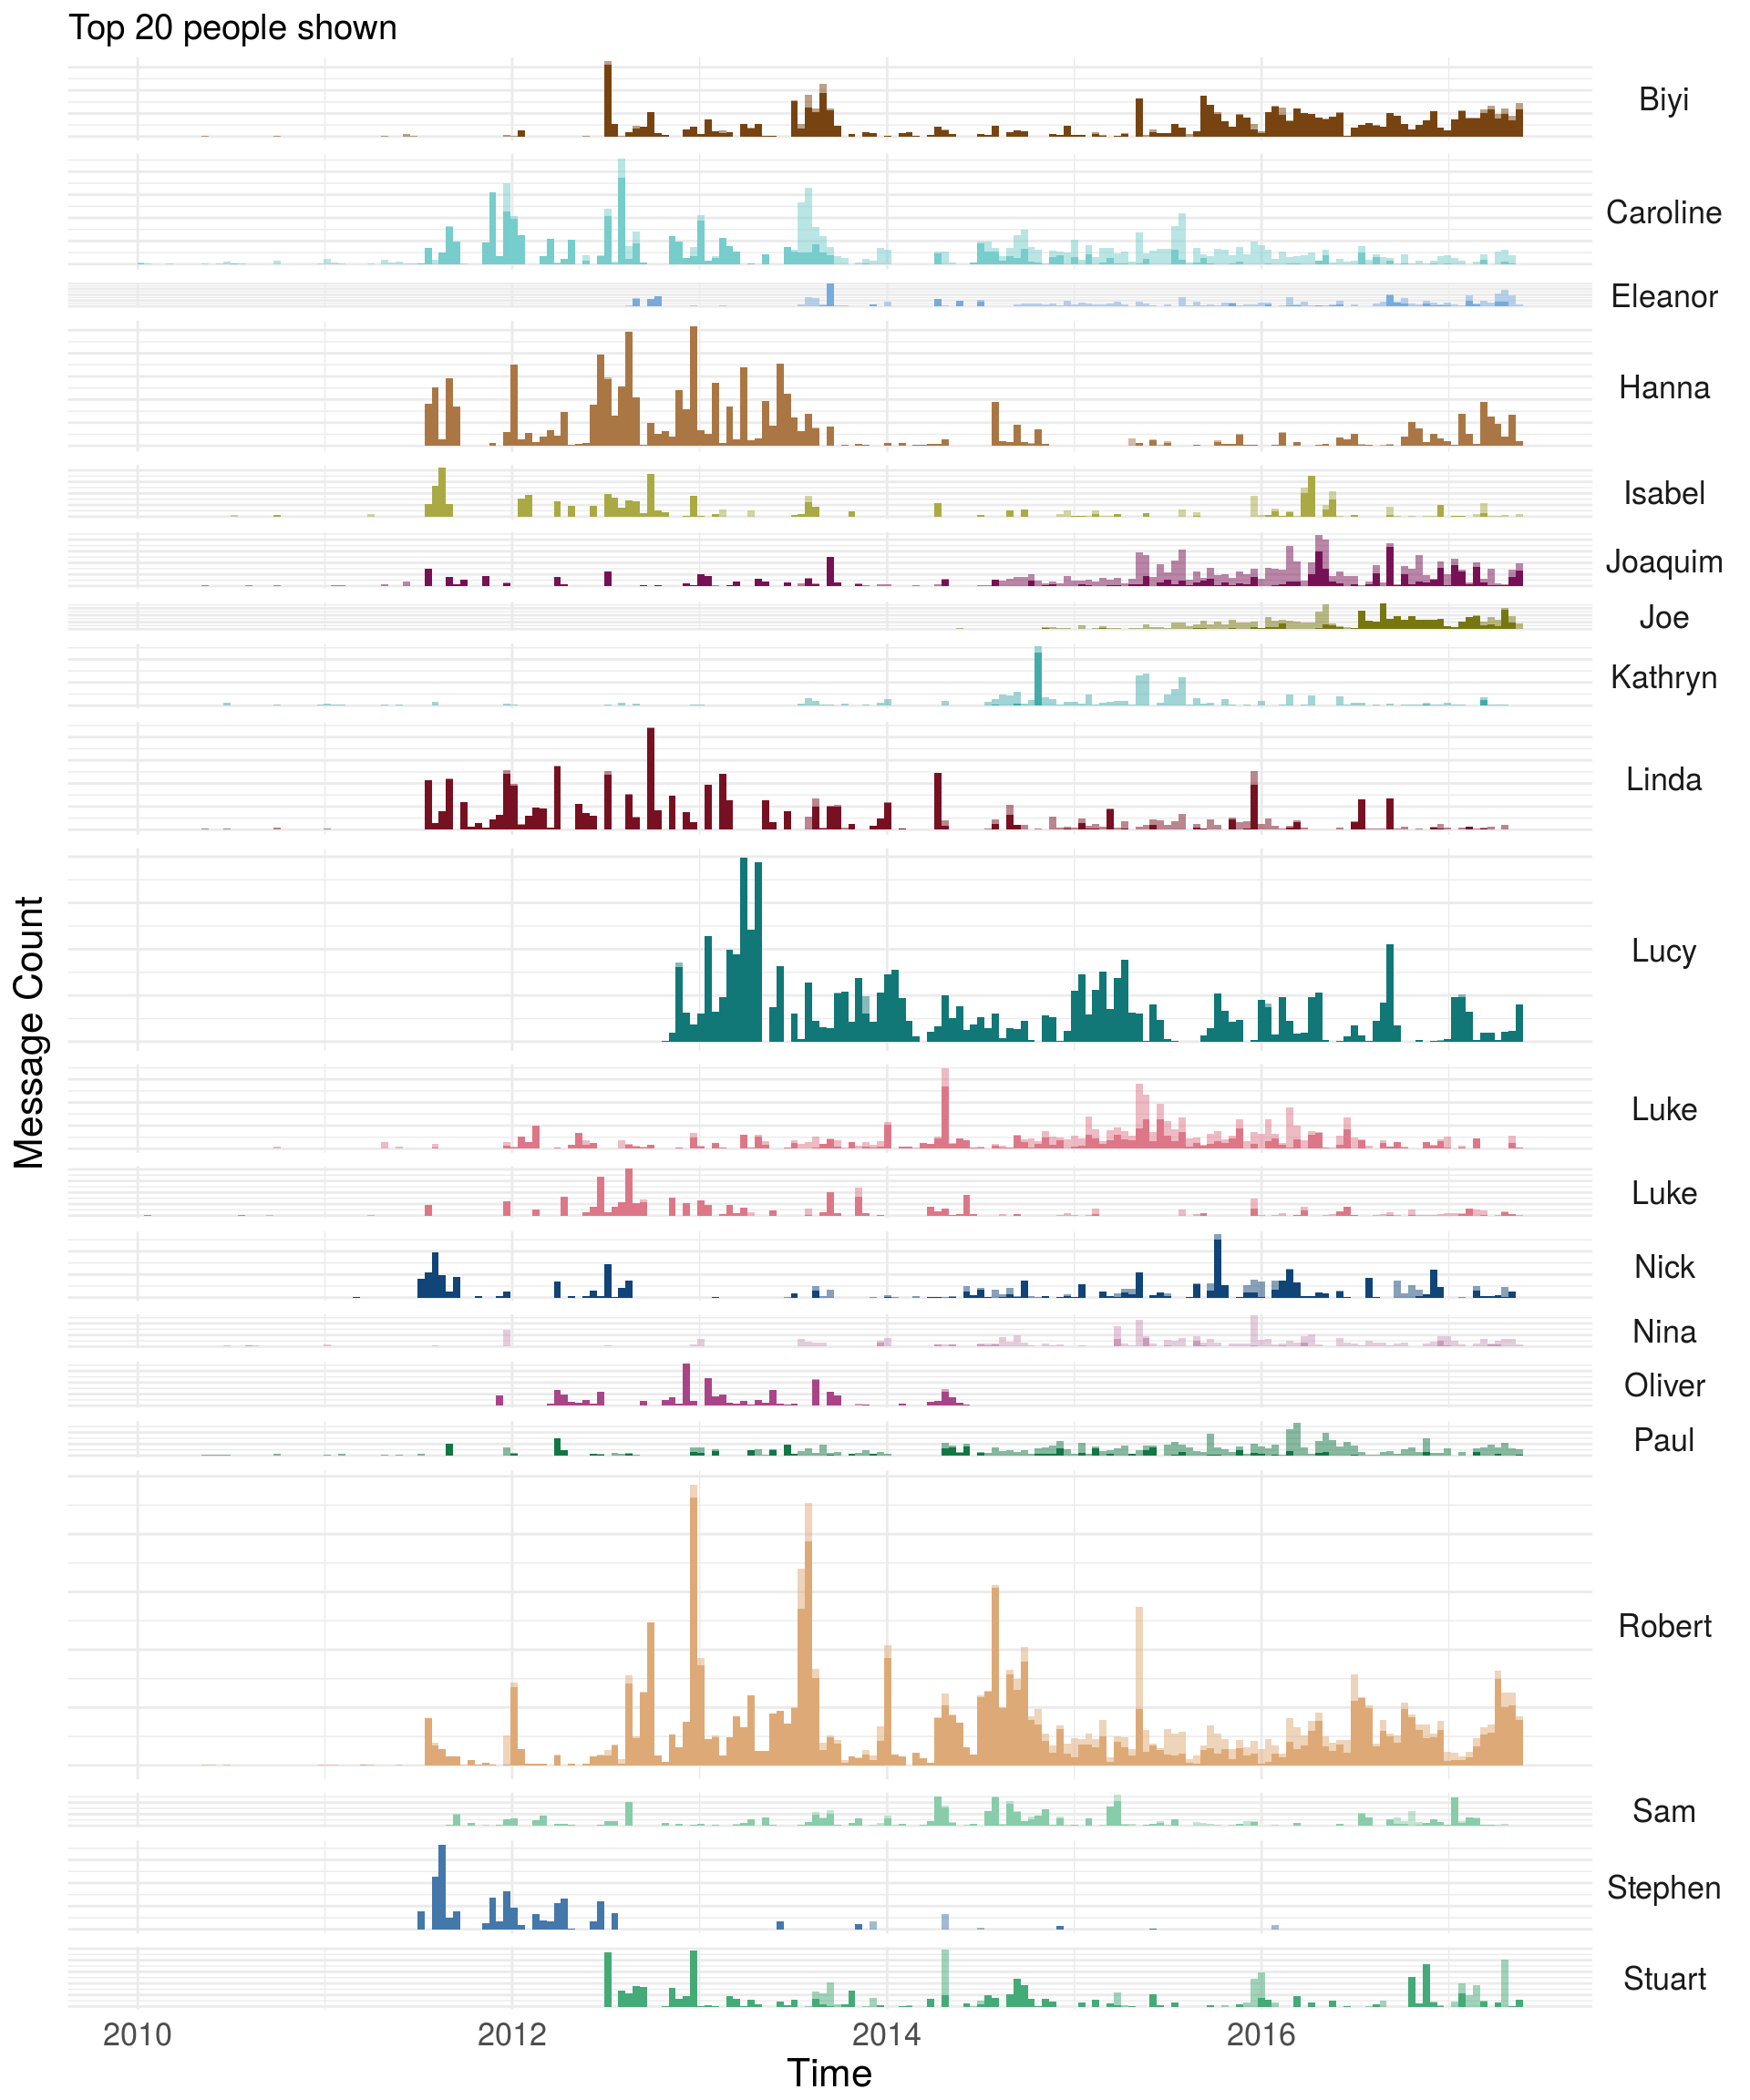 Top 20 people shown
Biyi
Caroline
Eleanor
Hanna
Isabel
Joaquim
Joe
Kathryn
Linda
Lucy
Luke
Luke
Nick
Nina
Oliver
Paul
Robert
Sam
Stephen
Stuart
Message Count
2010 2012 2014 2016
Time